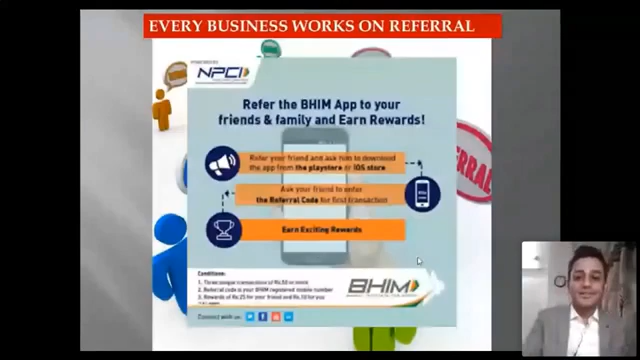 EVERY BUSINESS WORKS ON REFERRAL
NPCI
Refer the BHIM App to your
friends & family and Earn Rewards!
Refer your friend and ask him to download
the app from the playstore or IOS store
Ask your friend to enter
the Referral Code for first transaction
Earn Exciting Rewards
Conditions:
1. Three unique transactions of Rs.50 or more
2. Referral code is your BHIM registered mobile number
3. Rewards of Rs.25 for your friend and Rs.10 for you
BHIM
Connect with us: